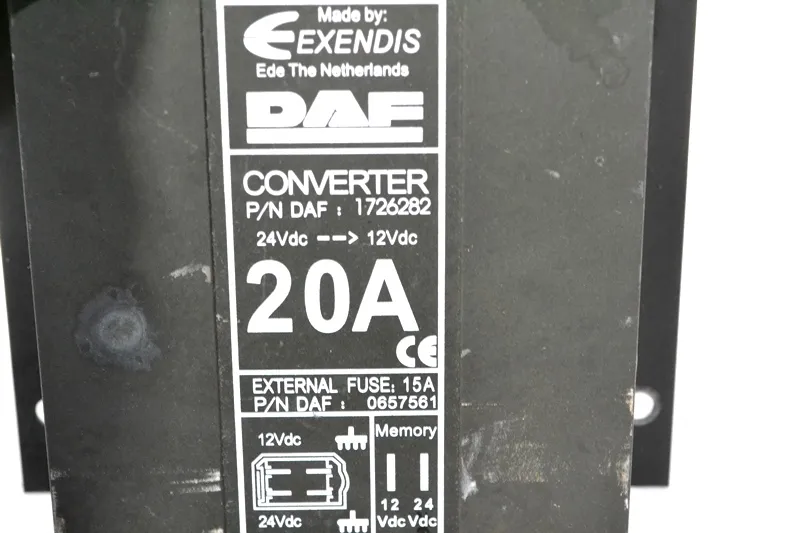 Made by:
EXENDIS
Ede The Netherlands
DAF
CONVERTER
P/N DAF : 1726282
24Vdc --> 12Vdc
20A
CE
EXTERNAL FUSE: 15A
P/N DAF : 0657561
12Vdc
Memory
12 24
Vdc Vdc
24Vdc